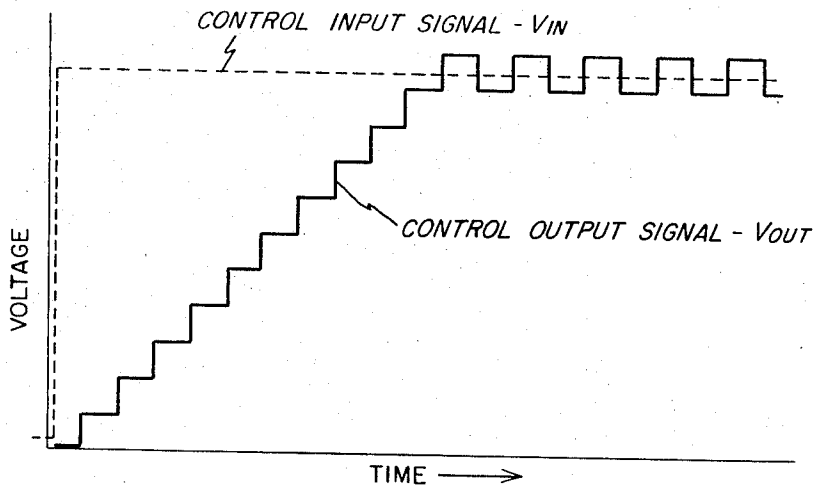 CONTROL INPUT SIGNAL - VIN
CONTROL OUTPUT SIGNAL - VOUT
VOLTAGE
TIME